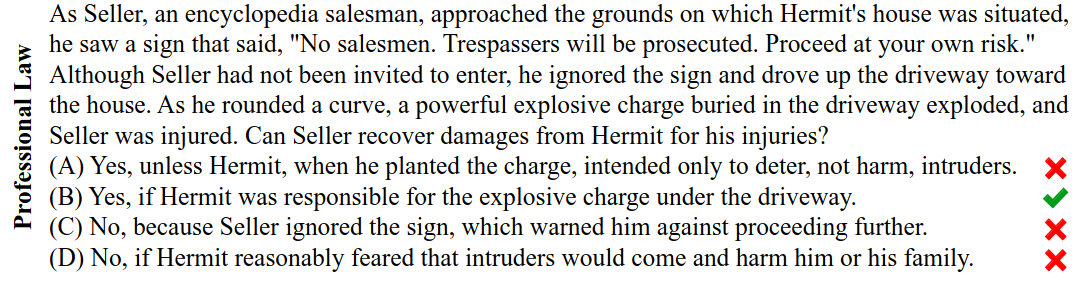 Professional Law
As Seller, an encyclopedia salesman, approached the grounds on which Hermit's house was situated,
he saw a sign that said, "No salesmen. Trespassers will be prosecuted. Proceed at your own risk."
Although Seller had not been invited to enter, he ignored the sign and drove up the driveway toward
the house. As he rounded a curve, a powerful explosive charge buried in the driveway exploded, and
Seller was injured. Can Seller recover damages from Hermit for his injuries?
(A) Yes, unless Hermit, when he planted the charge, intended only to deter, not harm, intruders.
(B) Yes, if Hermit was responsible for the explosive charge under the driveway.
(C) No, because Seller ignored the sign, which warned him against proceeding further.
(D) No, if Hermit reasonably feared that intruders would come and harm him or his family.